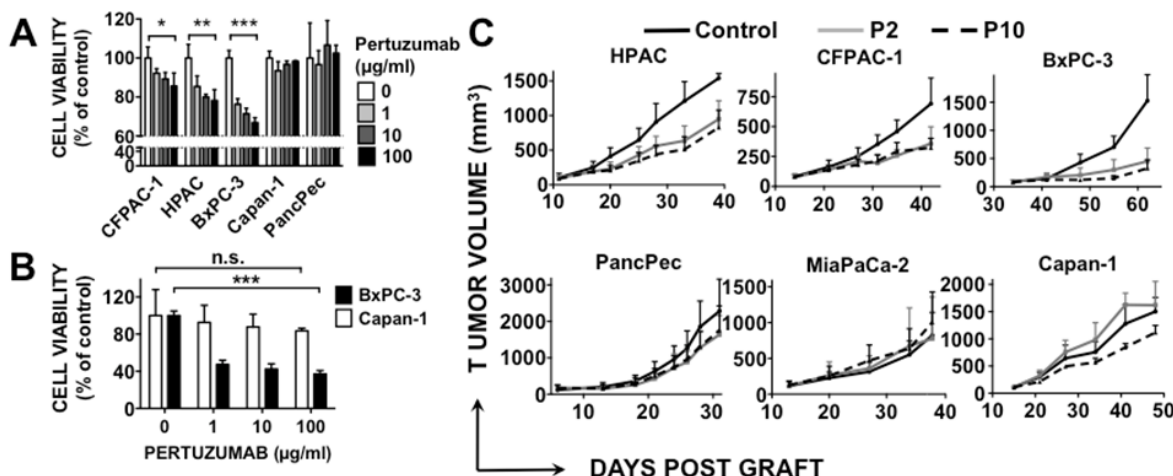 A
CELL VIABILITY
(% of control)
120
100
80
60
40
0
*
**
***
Pertuzumab
(µg/ml)
0
1
10
100
CFPAC-1
HPAC
BxPC-3
Capan-1
PancPec
B
CELL VIABILITY
(% of control)
120
80
40
0
n.s.
***
BxPC-3
Capan-1
0 1 10 100
PERTUZUMAB (µg/ml)
C
Control P2 P10
TUMOR VOLUME (mm³)
HPAC
1500
1000
500
0
10 20 30 40
CFPAC-1
750
500
250
0
10 20 30 40
BxPC-3
1500
1000
500
0
30 40 50 60
PancPec
3000
2000
1000
0
10 20 30
MiaPaCa-2
1500
1000
500
0
10 20 30 40
Capan-1
2000
1500
1000
500
0
10 20 30 40 50
DAYS POST GRAFT